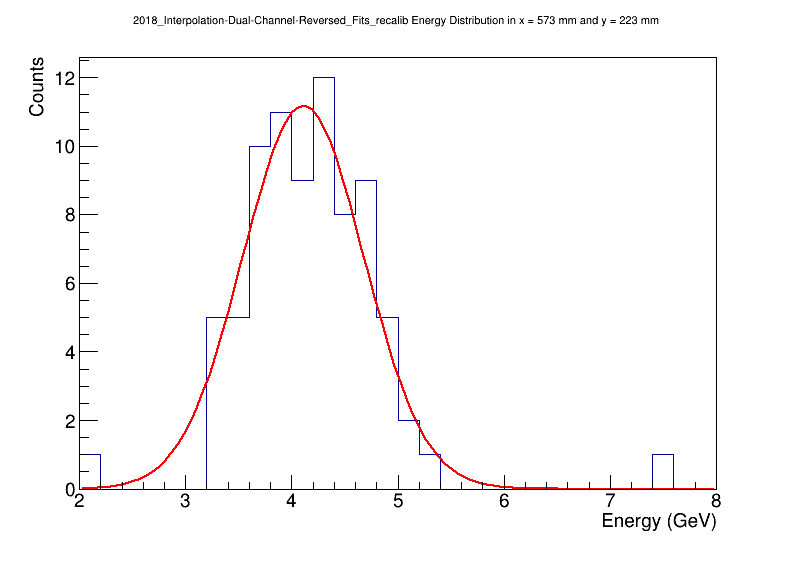 2018_Interpolation-Dual-Channel-Reversed_Fits_recalib Energy Distribution in x = 573 mm and y = 223 mm
Counts
12
10
8
6
4
2
0
2 3 4 5 6 7 8
Energy (GeV)